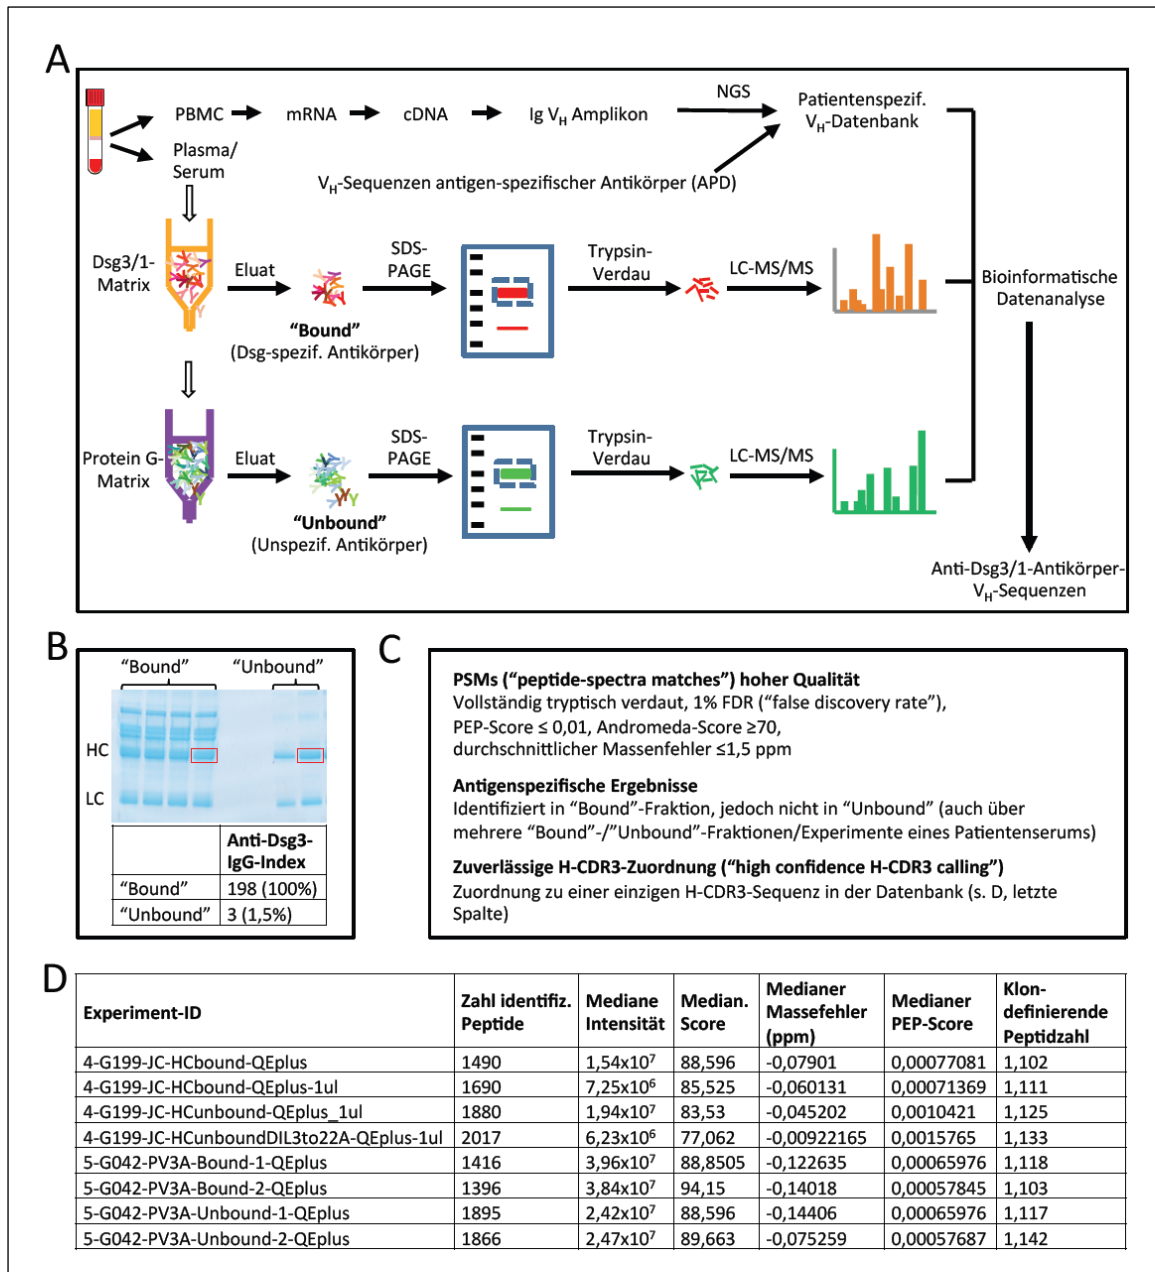 A
PBMC
mRNA
cDNA
Ig VH Amplikon
NGS
Patientenspezif.
VH-Datenbank
Plasma/
Serum
VH-Sequenzen antigen-spezifischer Antikörper (APD)
Dsg3/1-
Matrix
Eluat
"Bound"
(Dsg-spezif. Antikörper)
SDS-
PAGE
Trypsin-
Verdau
LC-MS/MS
Bioinformatische
Datenanalyse
Protein G-
Matrix
Eluat
"Unbound"
(Unspezif. Antikörper)
SDS-
PAGE
Trypsin-
Verdau
LC-MS/MS
Anti-Dsg3/1-Antikörper-
VH-Sequenzen
B
"Bound" "Unbound"
HC
LC
Anti-Dsg3-
IgG-Index
"Bound" 198 (100%)
"Unbound" 3 (1,5%)
C
PSMs ("peptide-spectra matches") hoher Qualität
Vollständig tryptisch verdaut, 1% FDR ("false discovery rate"),
PEP-Score ≤ 0,01, Andromeda-Score ≥70,
durchschnittlicher Massenfehler ≤1,5 ppm
Antigenspezifische Ergebnisse
Identifiziert in "Bound"-Fraktion, jedoch nicht in "Unbound" (auch über
mehrere "Bound"-/"Unbound"-Fraktionen/Experimente eines Patientenserums)
Zuverlässige H-CDR3-Zuordnung ("high confidence H-CDR3 calling")
Zuordnung zu einer einzigen H-CDR3-Sequenz in der Datenbank (s. D, letzte
Spalte)
D
Experiment-ID
Zahl identifiz.
Peptide
Mediane
Intensität
Median.
Score
Medianer
Massefehler
(ppm)
Medianer
PEP-Score
Klon-
definierende
Peptidzahl
4-G199-JC-HCbound-QEplus 1490 1,54x10⁷ 88,596 -0,07901 0,00077081 1,102
4-G199-JC-HCbound-QEplus-1ul 1690 7,25x10⁶ 85,525 -0,060131 0,00071369 1,111
4-G199-JC-HCunbound-QEplus_1ul 1880 1,94x10⁷ 83,53 -0,045202 0,0010421 1,125
4-G199-JC-HCunboundDIL3to22A-QEplus-1ul 2017 6,23x10⁶ 77,062 -0,00922165 0,0015765 1,133
5-G042-PV3A-Bound-1-QEplus 1416 3,96x10⁷ 88,8505 -0,122635 0,00065976 1,118
5-G042-PV3A-Bound-2-QEplus 1396 3,84x10⁷ 94,15 -0,14018 0,00057845 1,103
5-G042-PV3A-Unbound-1-QEplus 1895 2,42x10⁷ 88,596 -0,14406 0,00065976 1,117
5-G042-PV3A-Unbound-2-QEplus 1866 2,47x10⁷ 89,663 -0,075259 0,00057687 1,142